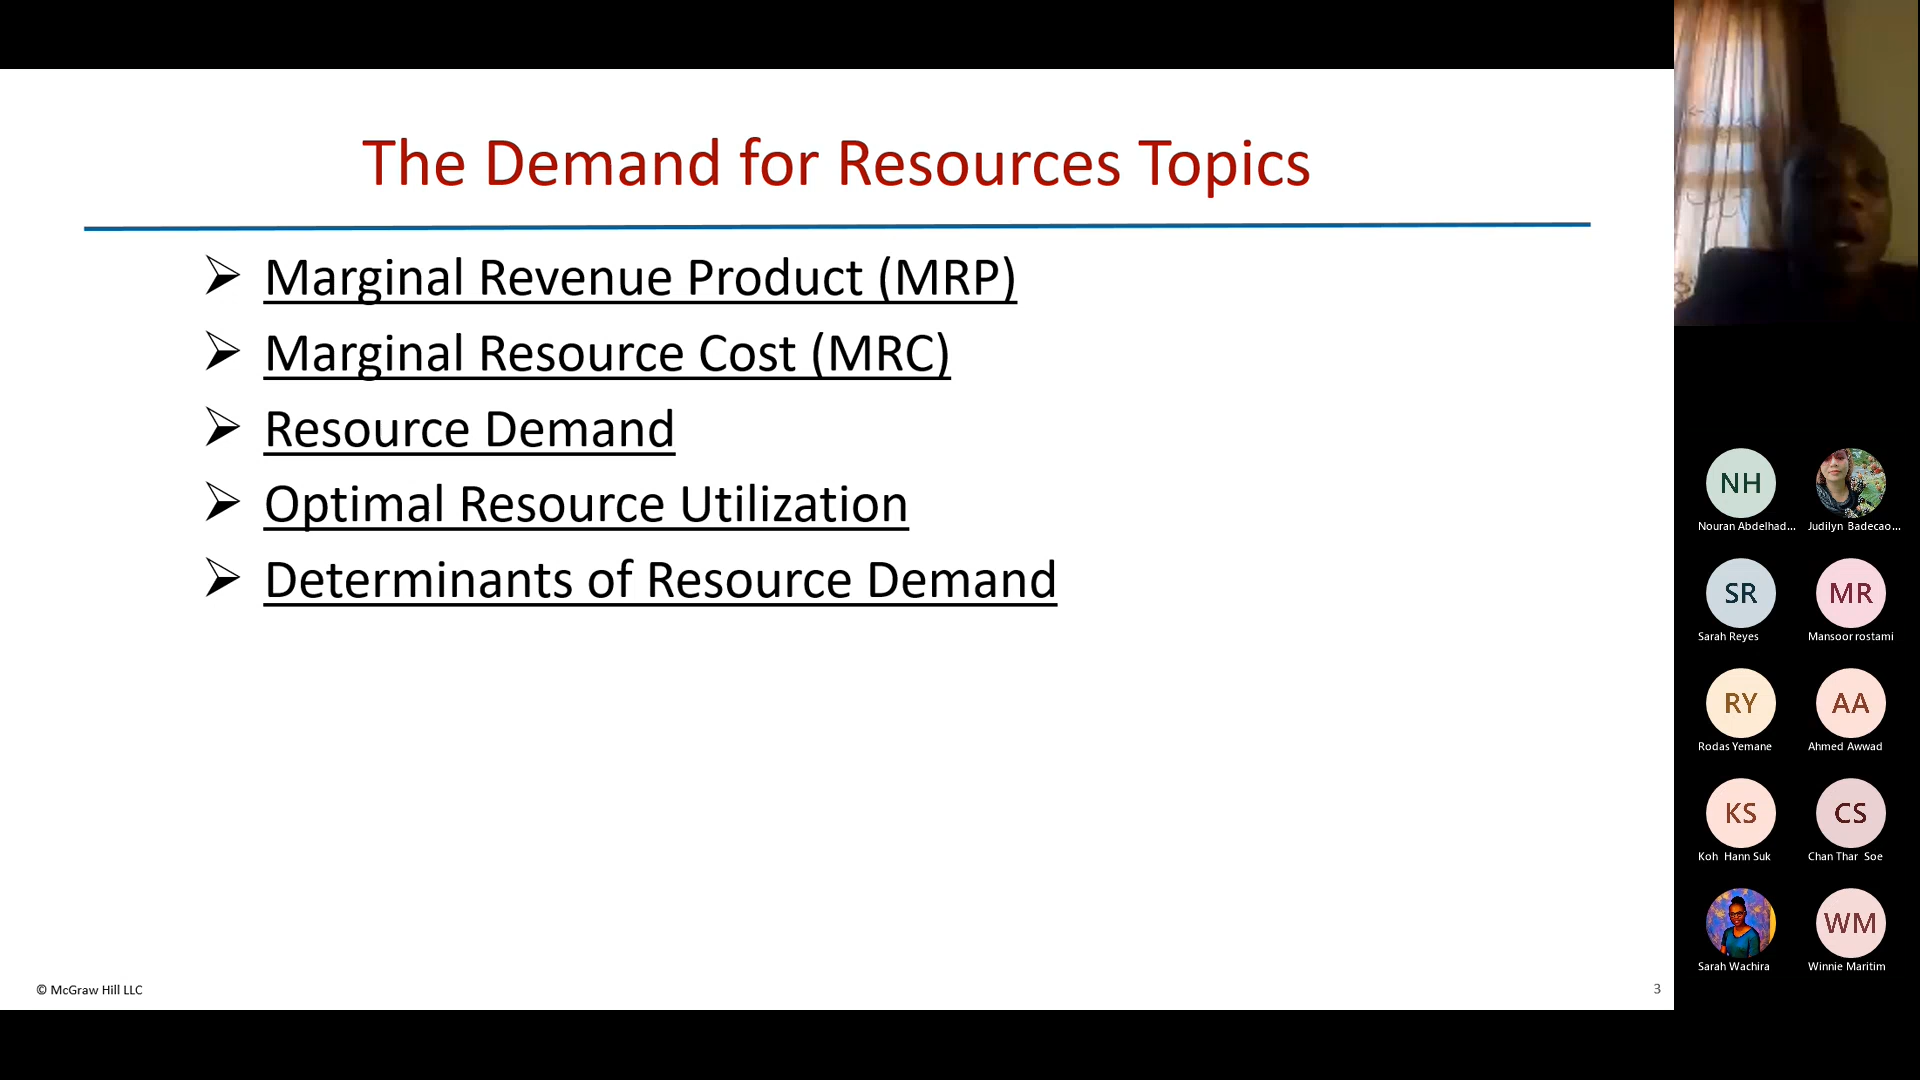 The Demand for Resources Topics
Marginal Revenue Product (MRP)
Marginal Resource Cost (MRC)
Resource Demand
Optimal Resource Utilization
Determinants of Resource Demand
© McGraw Hill LLC
3
NH
Nouran Abdelhad...
Judilyn Badecao...
SR
Sarah Reyes
MR
Mansoor rostami
RY
Rodas Yemane
AA
Ahmed Awwad
KS
Koh Hann Suk
CS
Chan Thar Soe
Sarah Wachira
WM
Winnie Maritim